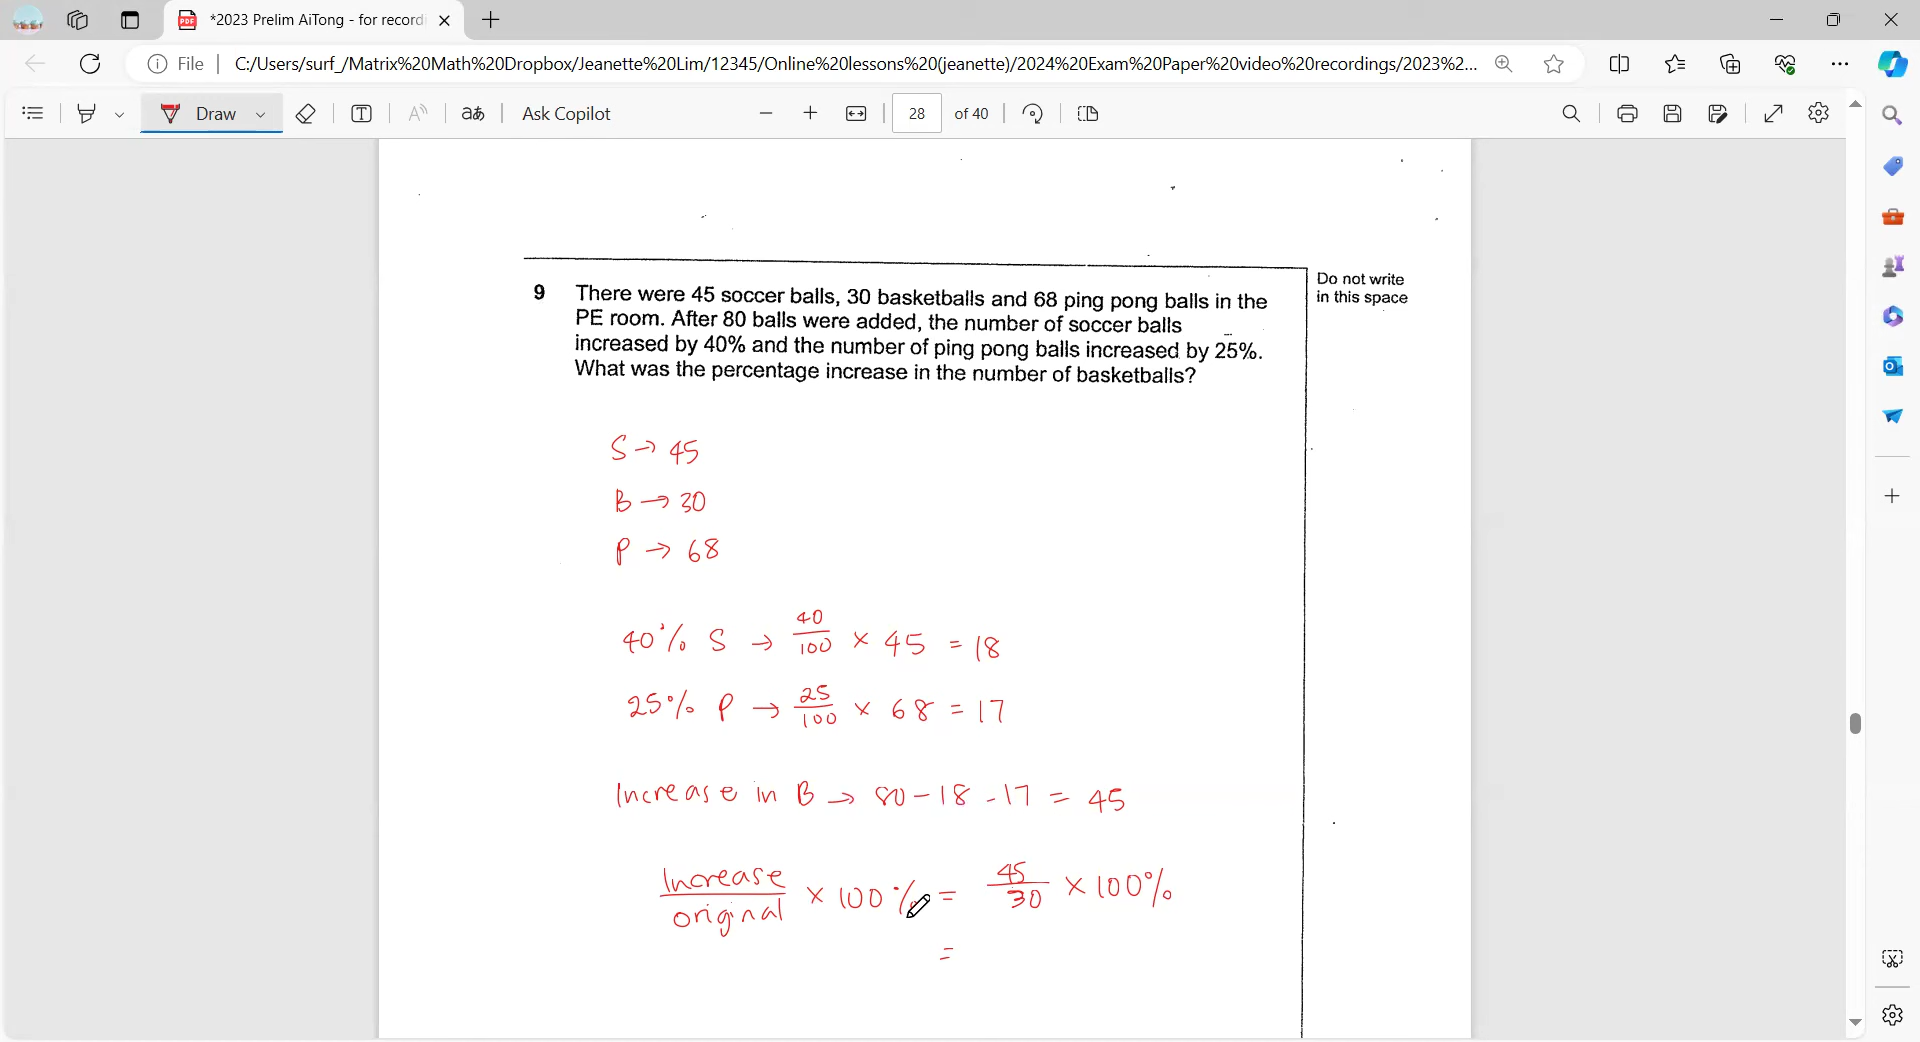 *2023 Prelim AiTong - for record
File
C:/Users/surf_/Matrix%20Math%20Dropbox/Jeanette%20Lim/12345/Online%20lessons%20(jeanette)/2024%20Exam%20Paper%20video%20recordings/2023%2...
Draw
Ask Copilot
28 of 40
Do not write
in this space
9 There were 45 soccer balls, 30 basketballs and 68 ping pong balls in the
PE room. After 80 balls were added, the number of soccer balls
increased by 40% and the number of ping pong balls increased by 25%.
What was the percentage increase in the number of basketballs?
S → 45
B → 30
P → 68
40% S → 40/100 × 45 = 18
25% P → 25/100 × 68 = 17
Increase in B → 80 - 18 - 17 = 45
Increase/original × 100% = 45/30 × 100%
=